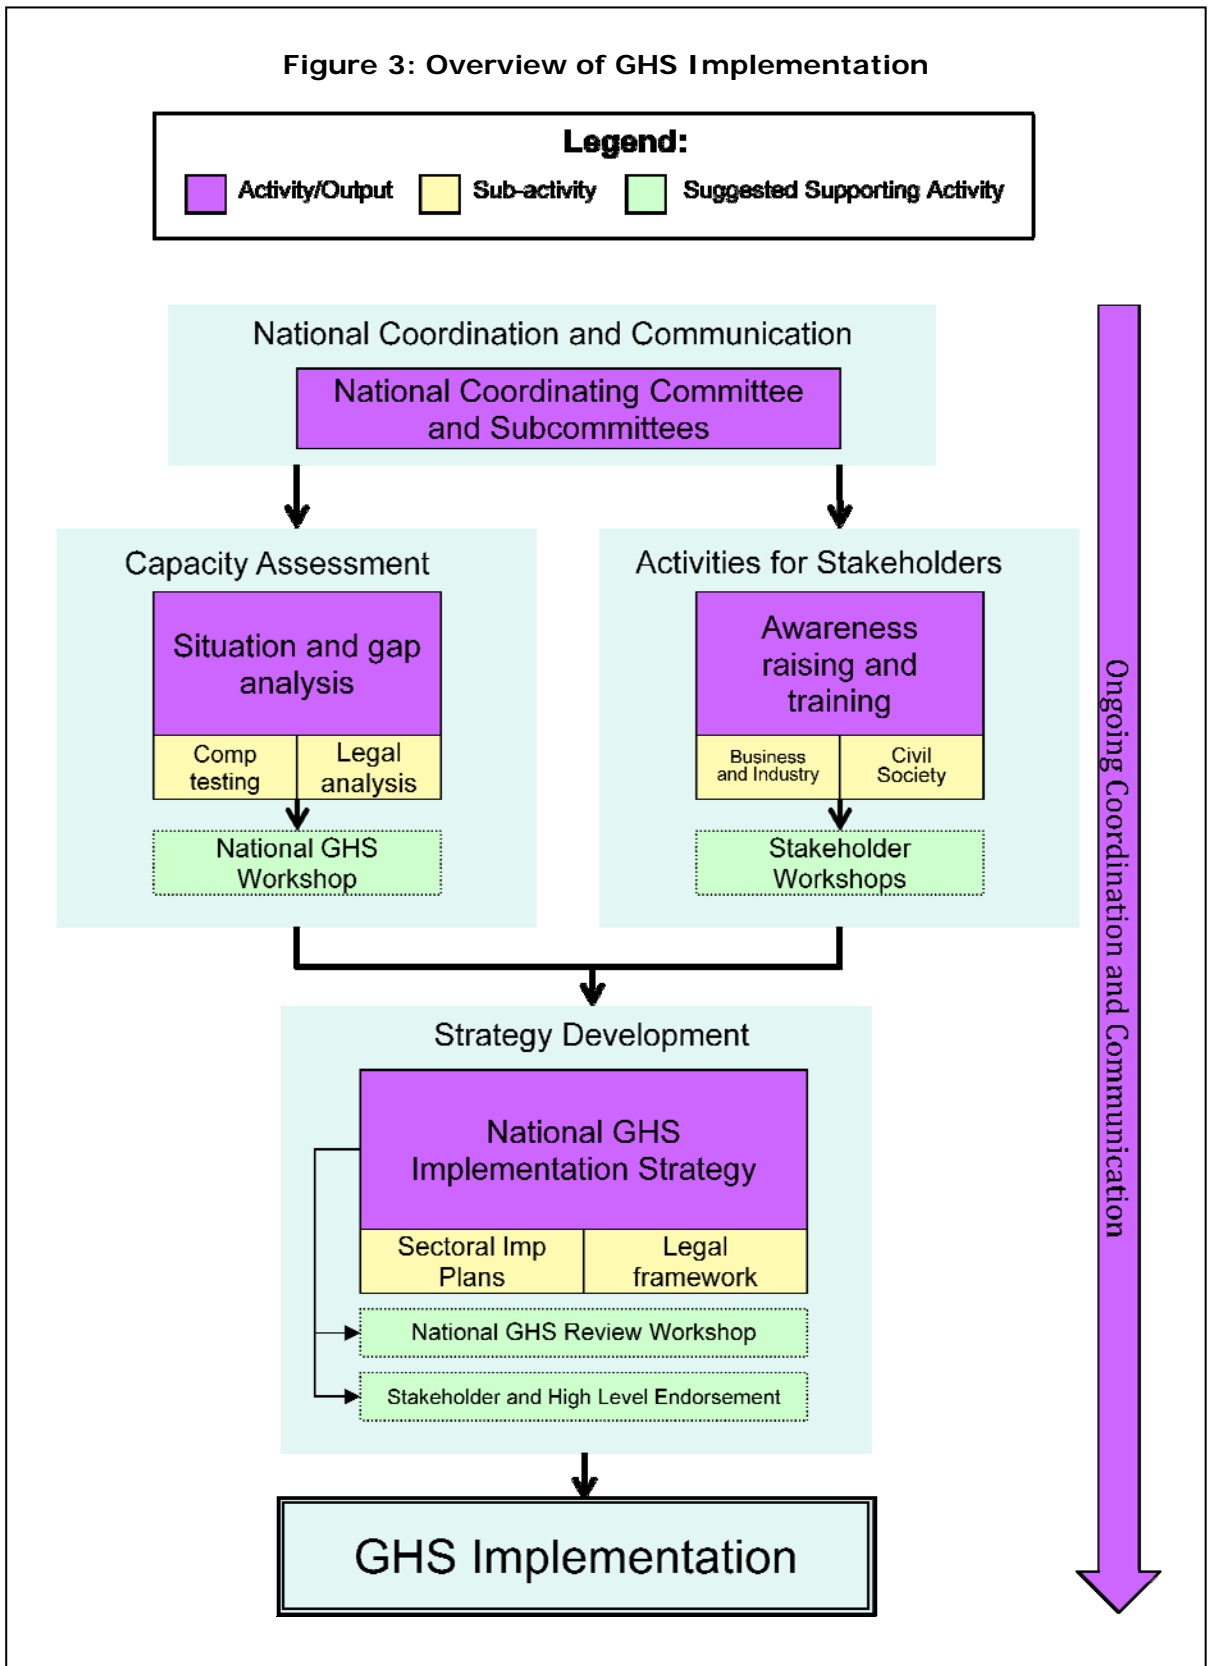 Figure 3: Overview of GHS Implementation
Legend:
Activity/Output
Sub-activity
Suggested Supporting Activity
National Coordination and Communication
National Coordinating Committee
and Subcommittees
Capacity Assessment
Situation and gap
analysis
Comp
testing
Legal
analysis
National GHS
Workshop
Activities for Stakeholders
Awareness
raising and
training
Business
and Industry
Civil
Society
Stakeholder
Workshops
Strategy Development
National GHS
Implementation Strategy
Sectoral Imp
Plans
Legal
framework
National GHS Review Workshop
Stakeholder and High Level Endorsement
GHS Implementation
Ongoing Coordination and Communication